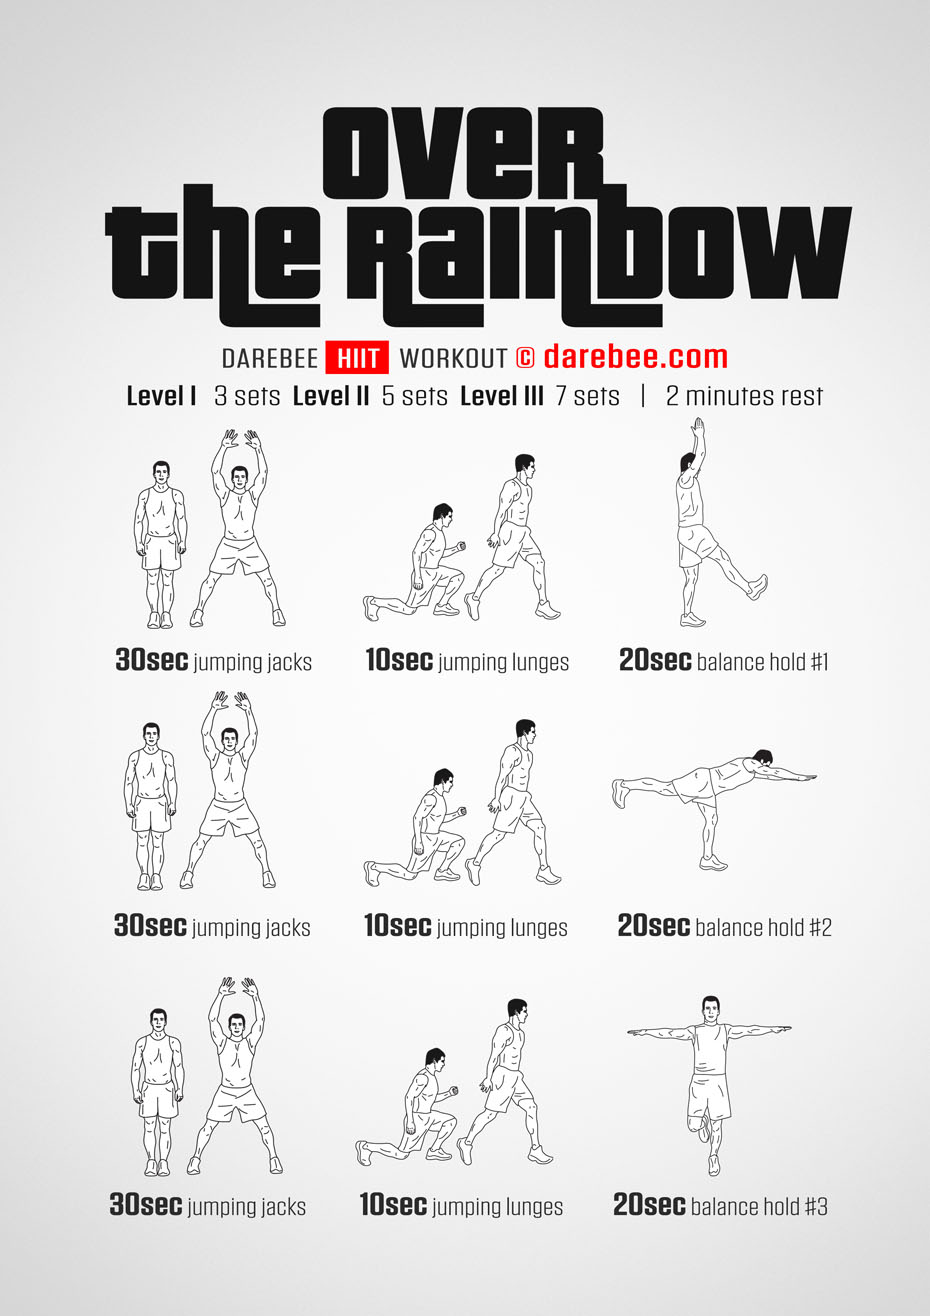 over
the Rainbow
DAREBEE HIIT WORKOUT © darebee.com
Level I 3 sets Level II 5 sets Level III 7 sets | 2 minutes rest
30sec jumping jacks 10sec jumping lunges 20sec balance hold #1
30sec jumping jacks 10sec jumping lunges 20sec balance hold #2
30sec jumping jacks 10sec jumping lunges 20sec balance hold #3